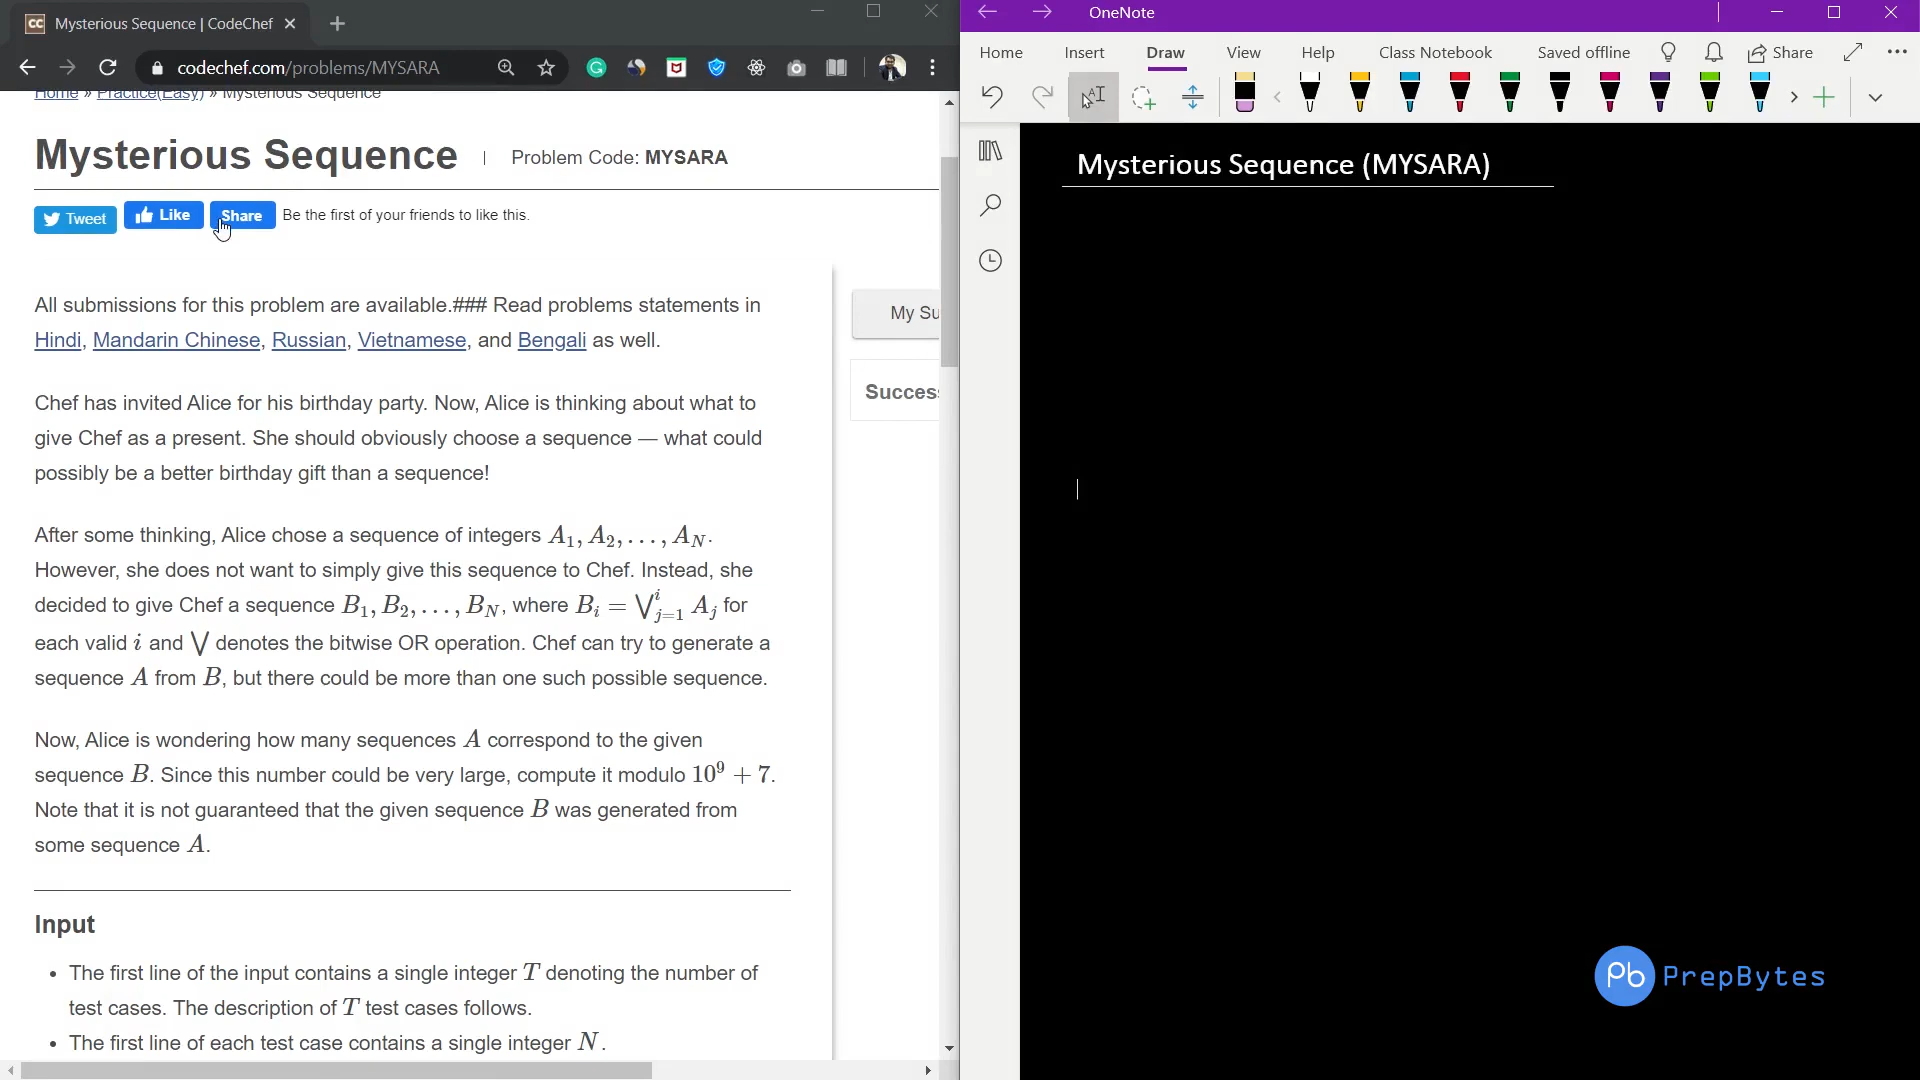 Mysterious Sequence | CodeChef
codechef.com/problems/MYSARA
Home » Practice(Easy) » Mysterious Sequence
Mysterious Sequence | Problem Code: MYSARA
Tweet Like Share Be the first of your friends to like this.
All submissions for this problem are available.### Read problems statements in
Hindi, Mandarin Chinese, Russian, Vietnamese, and Bengali as well.
My Su
Success
Chef has invited Alice for his birthday party. Now, Alice is thinking about what to
give Chef as a present. She should obviously choose a sequence — what could
possibly be a better birthday gift than a sequence!
After some thinking, Alice chose a sequence of integers A₁, A₂, . . . , A_N.
However, she does not want to simply give this sequence to Chef. Instead, she
decided to give Chef a sequence B₁, B₂, . . . , B_N, where B_i = ⋁_{j=1}^{i} A_j for
each valid i and ⋁ denotes the bitwise OR operation. Chef can try to generate a
sequence A from B, but there could be more than one such possible sequence.
Now, Alice is wondering how many sequences A correspond to the given
sequence B. Since this number could be very large, compute it modulo 10⁹ + 7.
Note that it is not guaranteed that the given sequence B was generated from
some sequence A.
Input
• The first line of the input contains a single integer T denoting the number of
test cases. The description of T test cases follows.
• The first line of each test case contains a single integer N.
OneNote
Home Insert Draw View Help Class Notebook Saved offline Share
Mysterious Sequence (MYSARA)
Pb PrepBytes